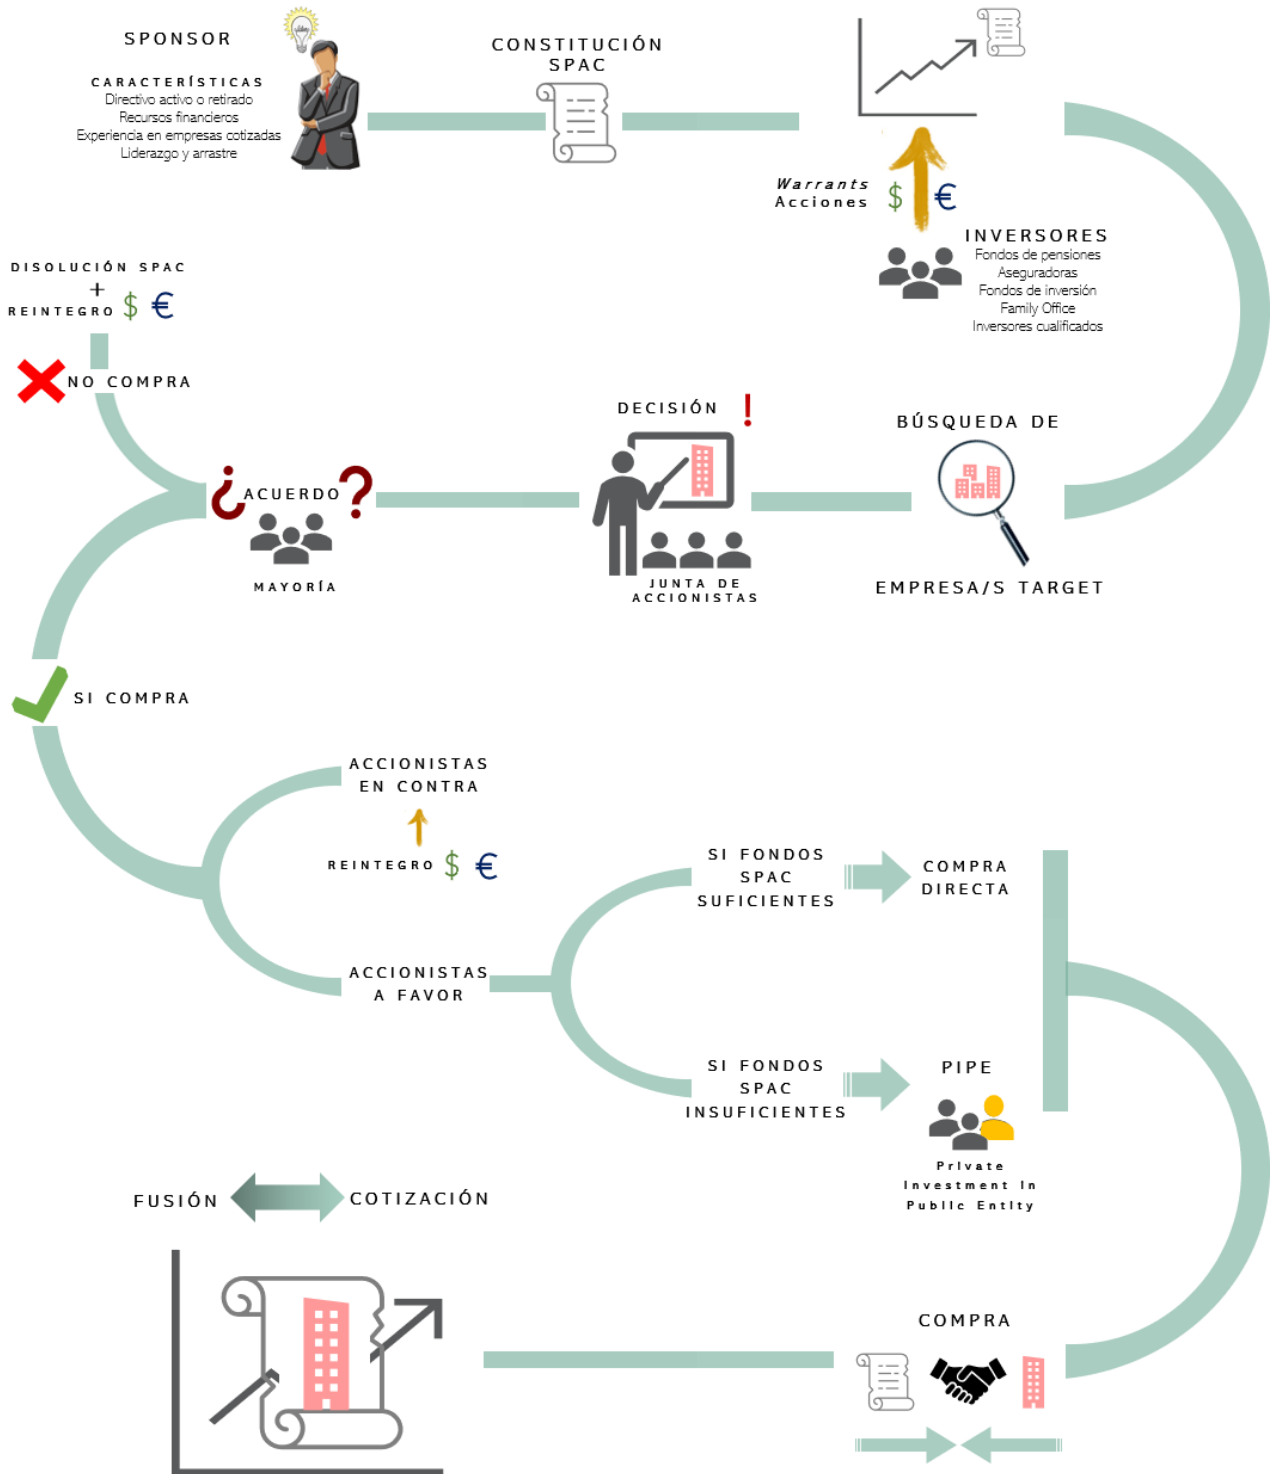 SPONSOR
CARACTERÍSTICAS
Directivo activo o retirado
Recursos financieros
Experiencia en empresas cotizadas
Liderazgo y arrastre
CONSTITUCIÓN
SPAC
Warrants
Acciones
$ €
INVERSORES
Fondos de pensiones
Aseguradoras
Fondos de inversión
Family Office
Inversores cualificados
DISOLUCIÓN SPAC
+
REINTEGRO $ €
NO COMPRA
¿ACUERDO?
MAYORÍA
DECISIÓN !
JUNTA DE
ACCIONISTAS
BÚSQUEDA DE
EMPRESA/S TARGET
SI COMPRA
ACCIONISTAS
EN CONTRA
REINTEGRO $ €
ACCIONISTAS
A FAVOR
SI FONDOS
SPAC
SUFICIENTES
COMPRA
DIRECTA
SI FONDOS
SPAC
INSUFICIENTES
PIPE
Private
Investment in
Public Entity
FUSIÓN
COTIZACIÓN
COMPRA